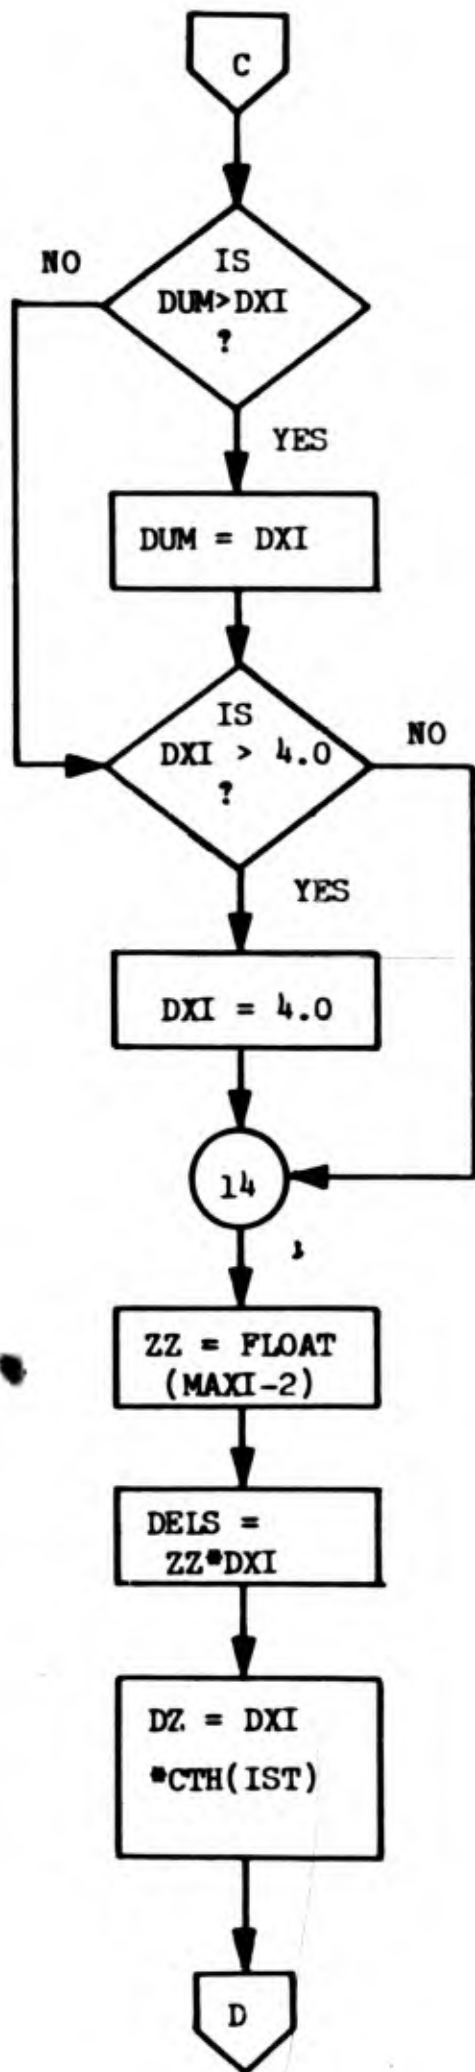 C
NO
IS
DUM>DXI
?
YES
DUM = DXI
IS
DXI > 4.0
?
NO
YES
DXI = 4.0
14
ZZ = FLOAT
(MAXI-2)
DELS =
ZZ*DXI
DZ = DXI
*CTH(IST)
D